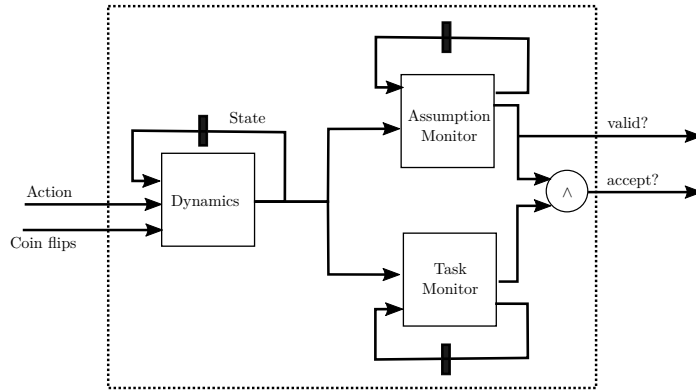 State
Assumption
Monitor
valid?
Action
Dynamics
accept?
∧
Coin flips
Task
Monitor